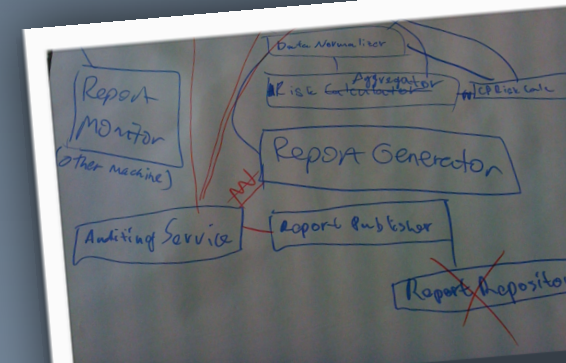 Data Normalizer
Aggregator
Risk Calculator
CP Risk Calc
Report
Monitor
(other machine)
Report Generator
Auditing Service
Report Publisher
Report Reposito